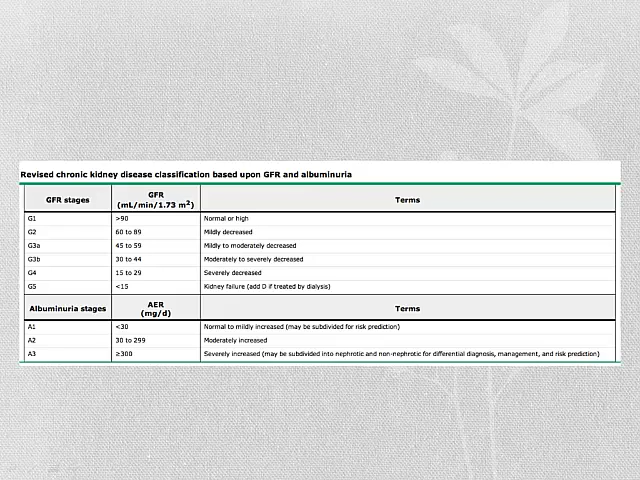 Revised chronic kidney disease classification based upon GFR and albuminuria
GFR stages GFR (mL/min/1.73 m²) Terms
G1 >90 Normal or high
G2 60 to 89 Mildly decreased
G3a 45 to 59 Mildly to moderately decreased
G3b 30 to 44 Moderately to severely decreased
G4 15 to 29 Severely decreased
G5 <15 Kidney failure (add D if treated by dialysis)
Albuminuria stages AER (mg/d) Terms
A1 <30 Normal to mildly increased (may be subdivided for risk prediction)
A2 30 to 299 Moderately increased
A3 ≥300 Severely increased (may be subdivided into nephrotic and non-nephrotic for differential diagnosis, management, and risk prediction)